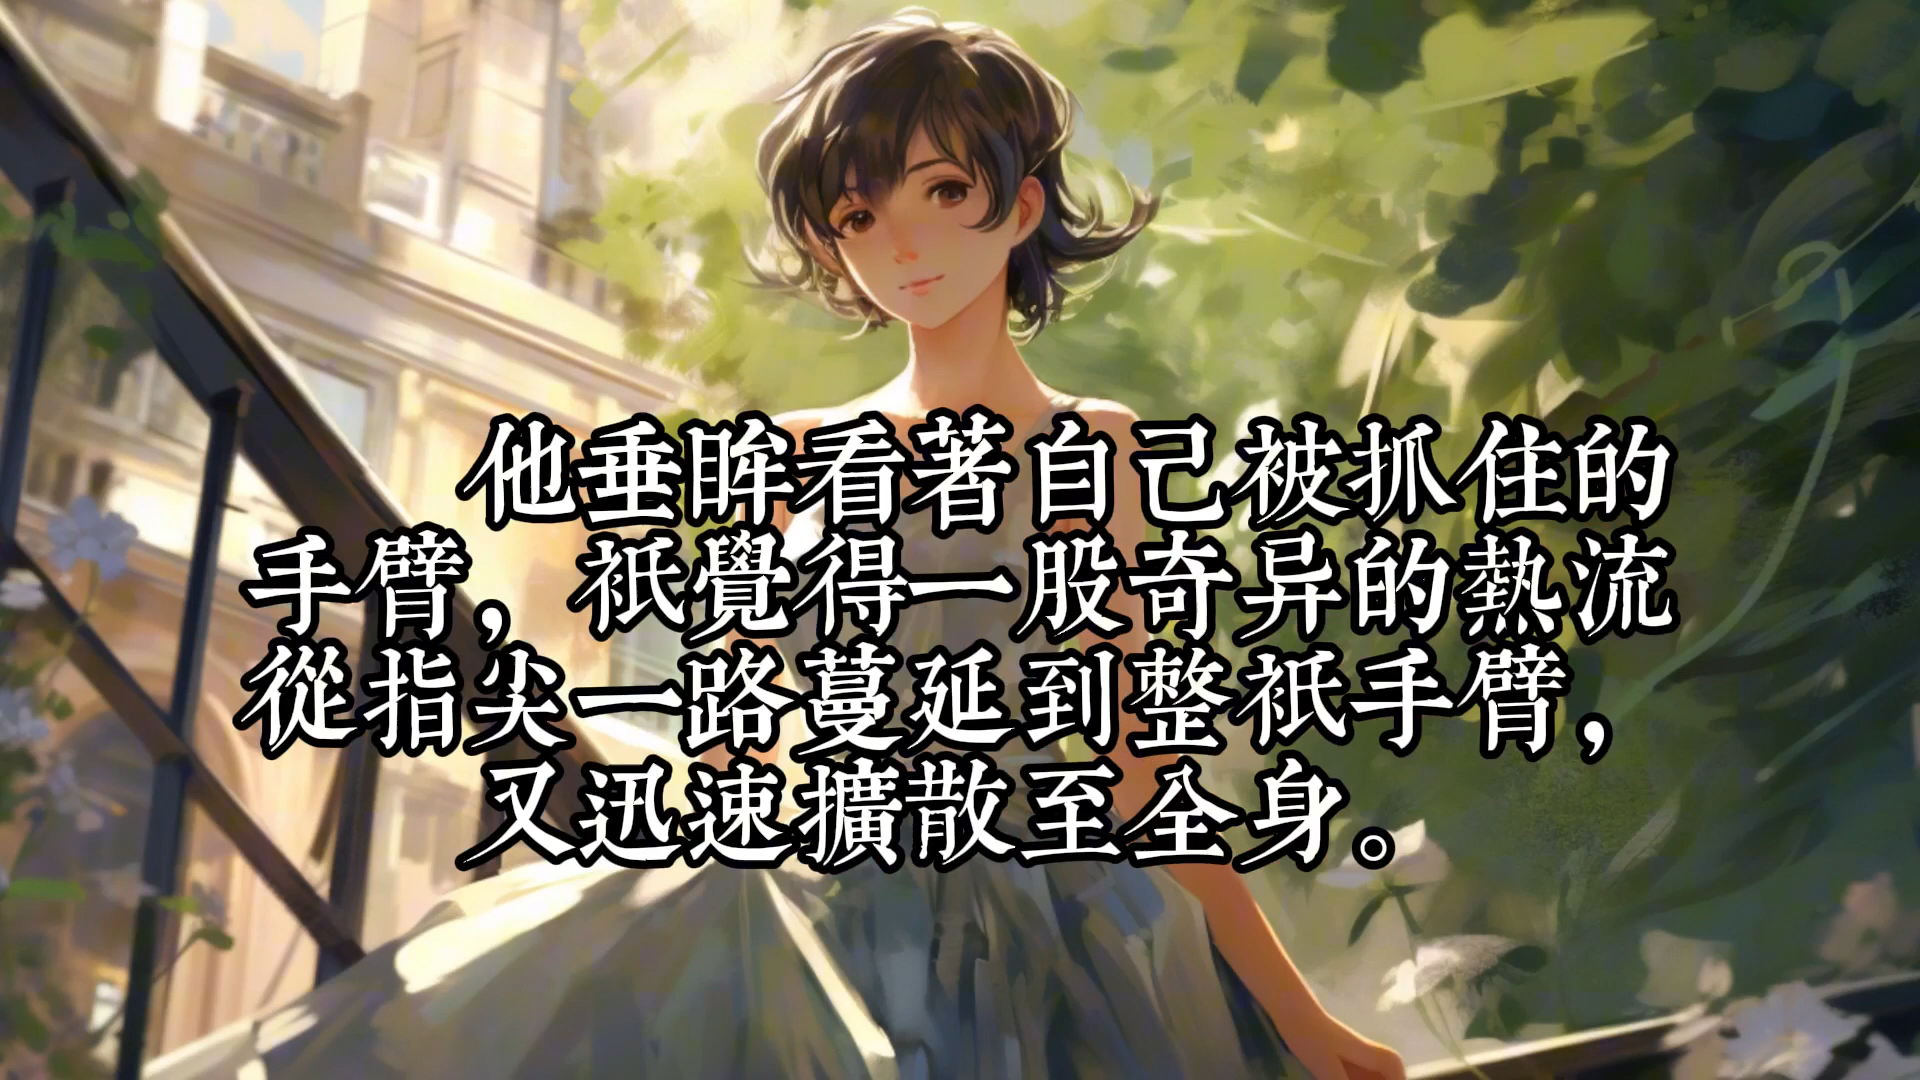 他垂眸看著自己被抓住的
手臂，衹覺得一股奇异的熱流
從指尖一路蔓延到整衹手臂，
又迅速擴散至全身。